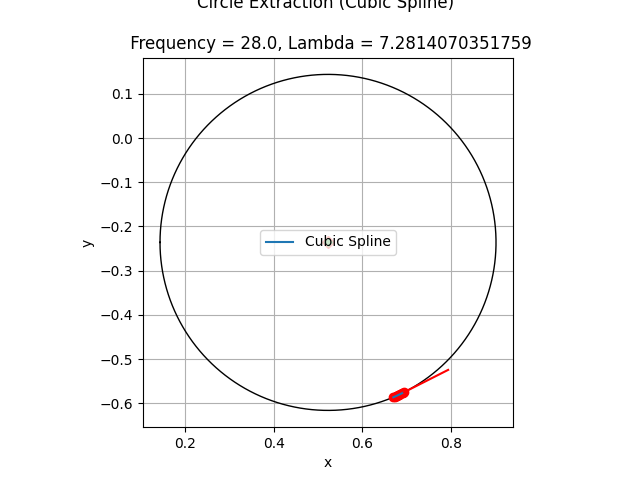 Circle Extraction (Cubic Spline)
Frequency = 28.0, Lambda = 7.2814070351759
0.1
0.0
−0.1
−0.2
−0.3
−0.4
−0.5
−0.6
y
Cubic Spline
0.2 0.4 0.6 0.8
x